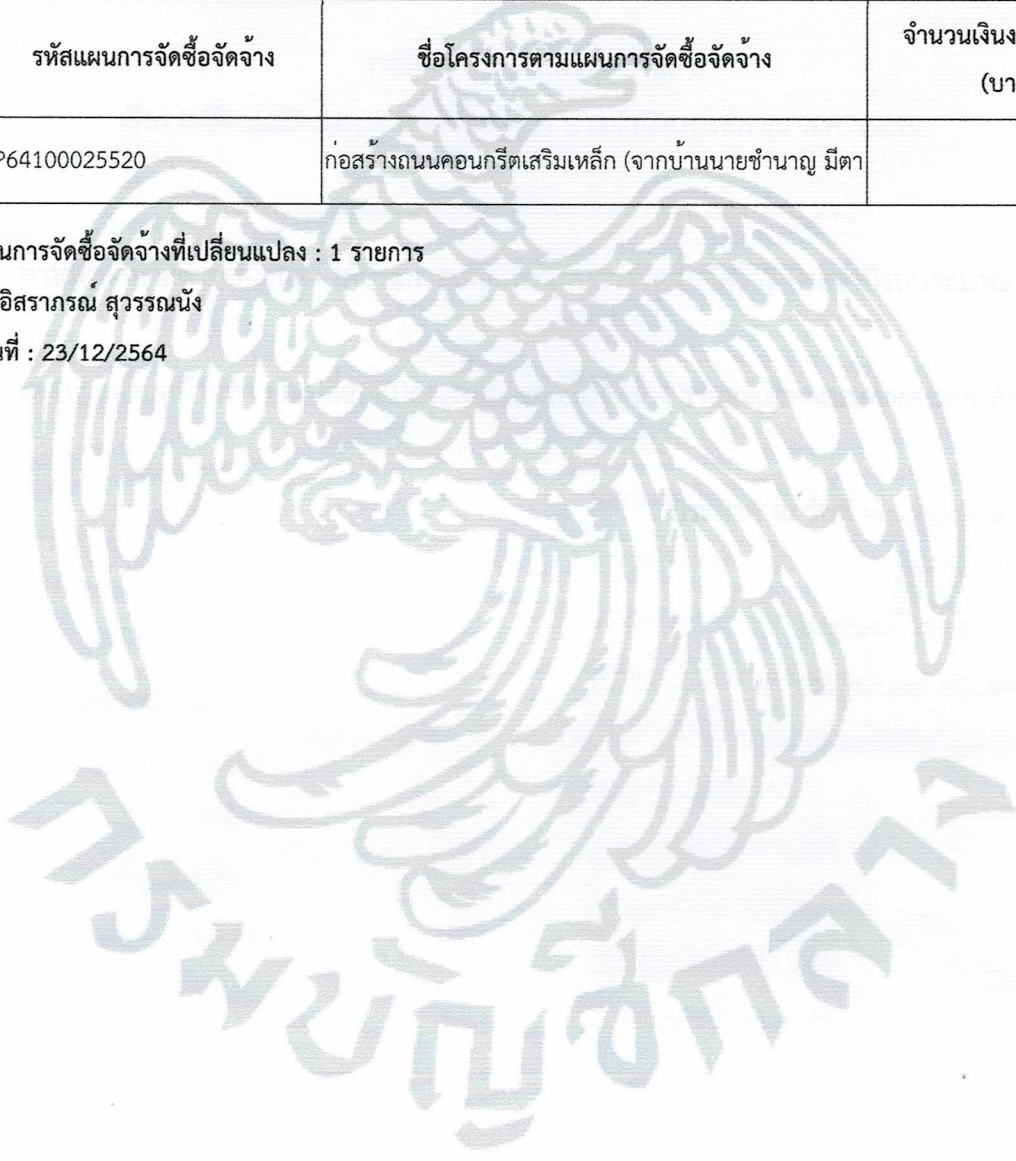 รหัสแผนการจัดซื้อจัดจ้าง ชื่อโครงการตามแผนการจัดซื้อจัดจ้าง จำนวนเงินง
(บา
P64100025520 ก่อสร้างถนนคอนกรีตเสริมเหล็ก (จากบ้านนายชำนาญ มีตา
นการจัดซื้อจัดจ้างที่เปลี่ยนแปลง : 1 รายการ
อิสราภรณ์ สุวรรณนัง
นที่ : 23/12/2564
กรมบัญชีกลาง